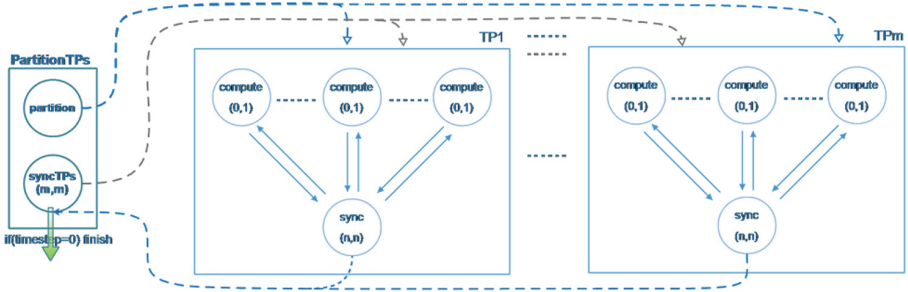 PartitionTPs
partition
syncTPs
(m,m)
if(timestep=0) finish
TP1
compute
(0,1)
compute
(0,1)
compute
(0,1)
sync
(n,n)
TPm
compute
(0,1)
compute
(0,1)
compute
(0,1)
sync
(n,n)